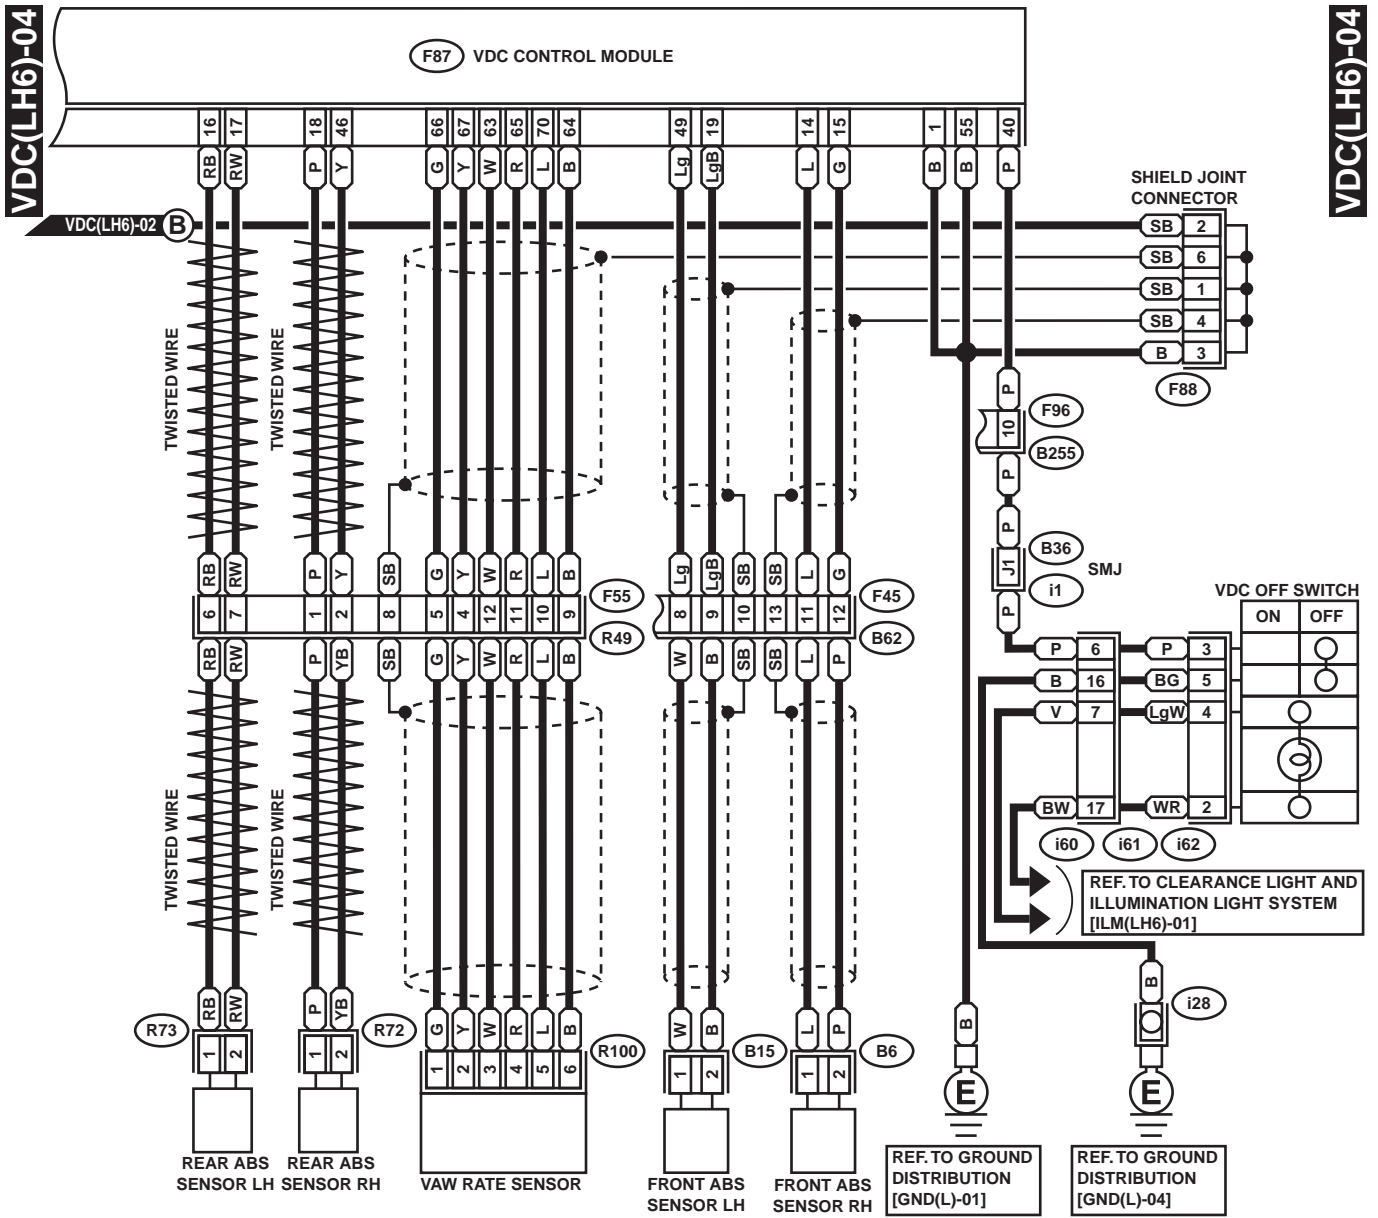 VDC(LH6)-04
VDC(LH6)-04
F87 VDC CONTROL MODULE
16 17 18 46 66 67 63 65 70 64 49 19 14 15 1 55 40
RB RW P Y G Y W R L B Lg LgB L G B B P
SHIELD JOINT
CONNECTOR
VDC(LH6)-02 B
SB 2
SB 6
SB 1
SB 4
B 3
F88
TWISTED WIRE
TWISTED WIRE
P
10
F96
B255
P
P
J1
B36
i1
SMJ
P
RB RW P Y SB G Y W R L B Lg LgB SB SB L G
6 7 1 2 8 5 4 12 11 10 9 8 9 10 13 11 12
F55
R49
F45
B62
RB RW P YB SB G Y W R L B W B SB SB L P
VDC OFF SWITCH
ON OFF
P 6 P 3
B 16 BG 5
V 7 LgW 4
BW 17 WR 2
i60 i61 i62
TWISTED WIRE
TWISTED WIRE
REF. TO CLEARANCE LIGHT AND
ILLUMINATION LIGHT SYSTEM
[ILM(LH6)-01]
B
i28
RB RW P YB G Y W R L B W B L P B
R73 R72 R100 B15 B6
1 2 1 2 1 2 3 4 5 6 1 2 1 2
E E
REAR ABS
SENSOR LH
REAR ABS
SENSOR RH
VAW RATE SENSOR
FRONT ABS
SENSOR LH
FRONT ABS
SENSOR RH
REF. TO GROUND
DISTRIBUTION
[GND(L)-01]
REF. TO GROUND
DISTRIBUTION
[GND(L)-04]